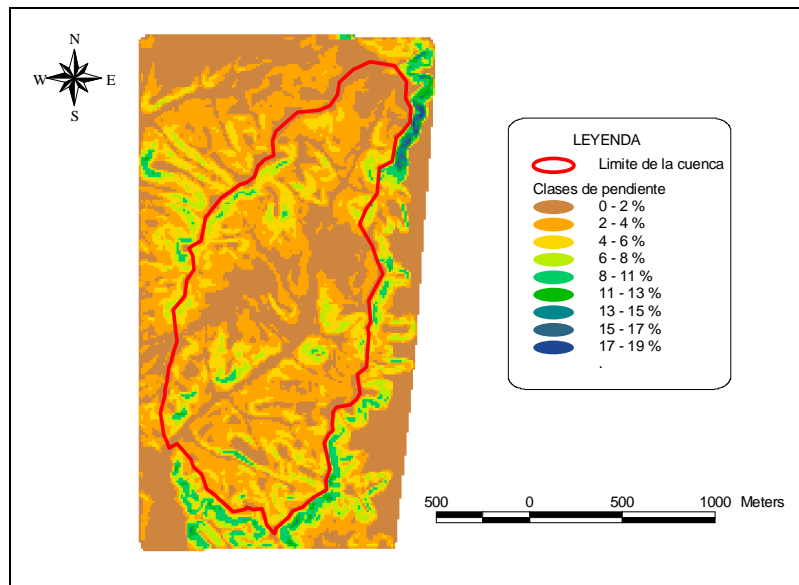 N
W E
S
LEYENDA
Limite de la cuenca
Clases de pendiente
0 - 2 %
2 - 4 %
4 - 6 %
6 - 8 %
8 - 11 %
11 - 13 %
13 - 15 %
15 - 17 %
17 - 19 %
.
500 0 500 1000 Meters